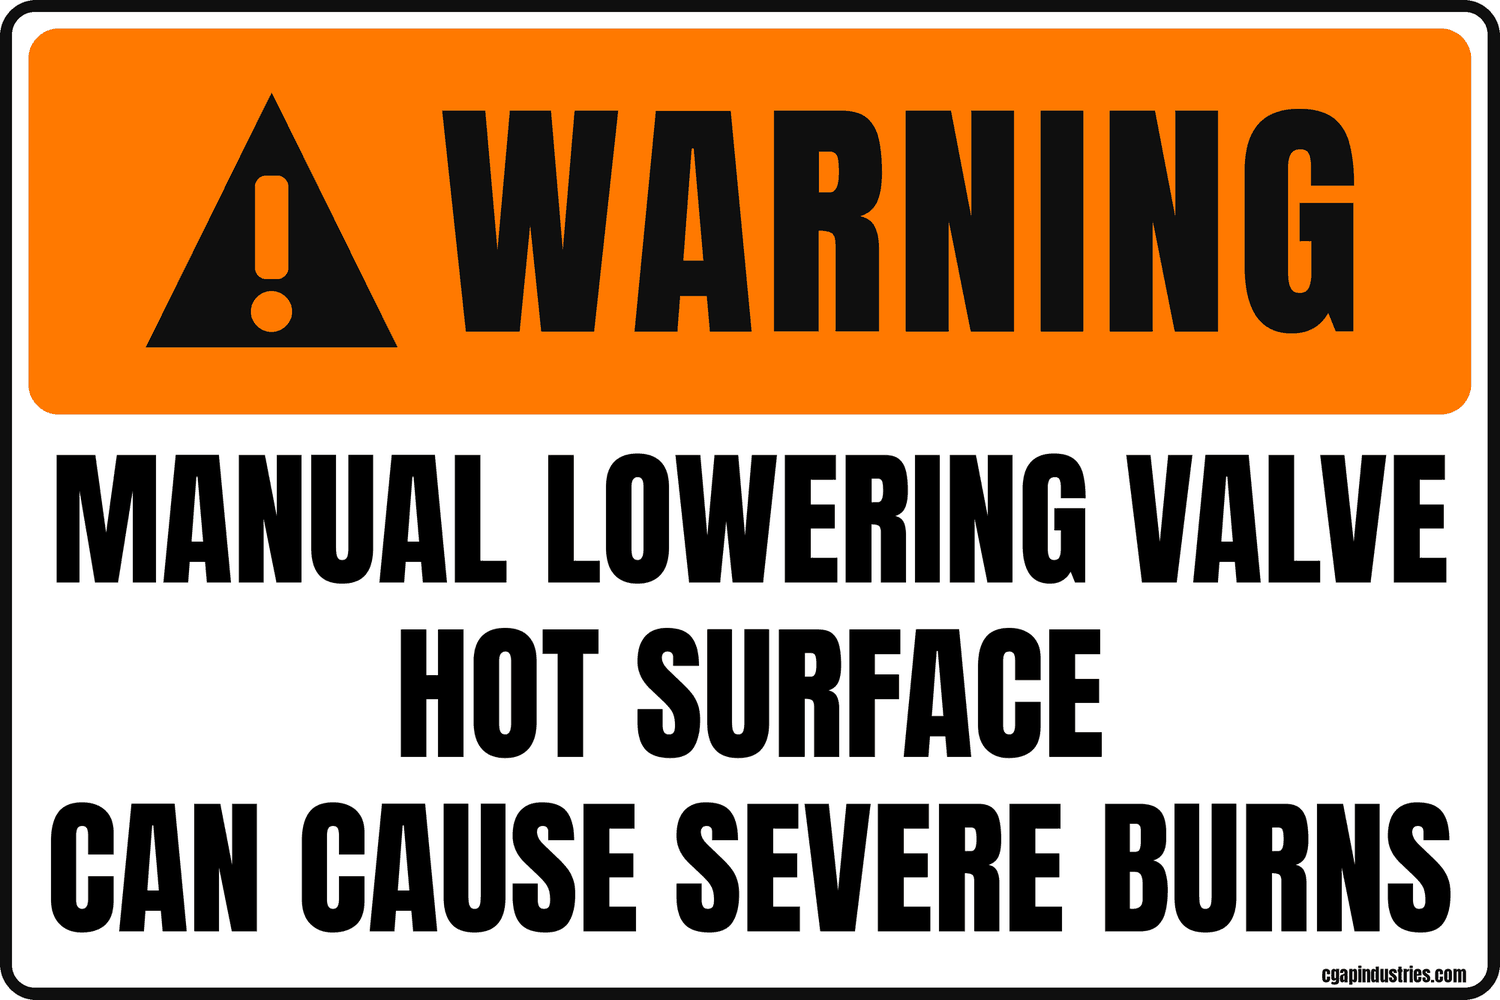 WARNING
MANUAL LOWERING VALVE
HOT SURFACE
CAN CAUSE SEVERE BURNS
cgapindustries.com